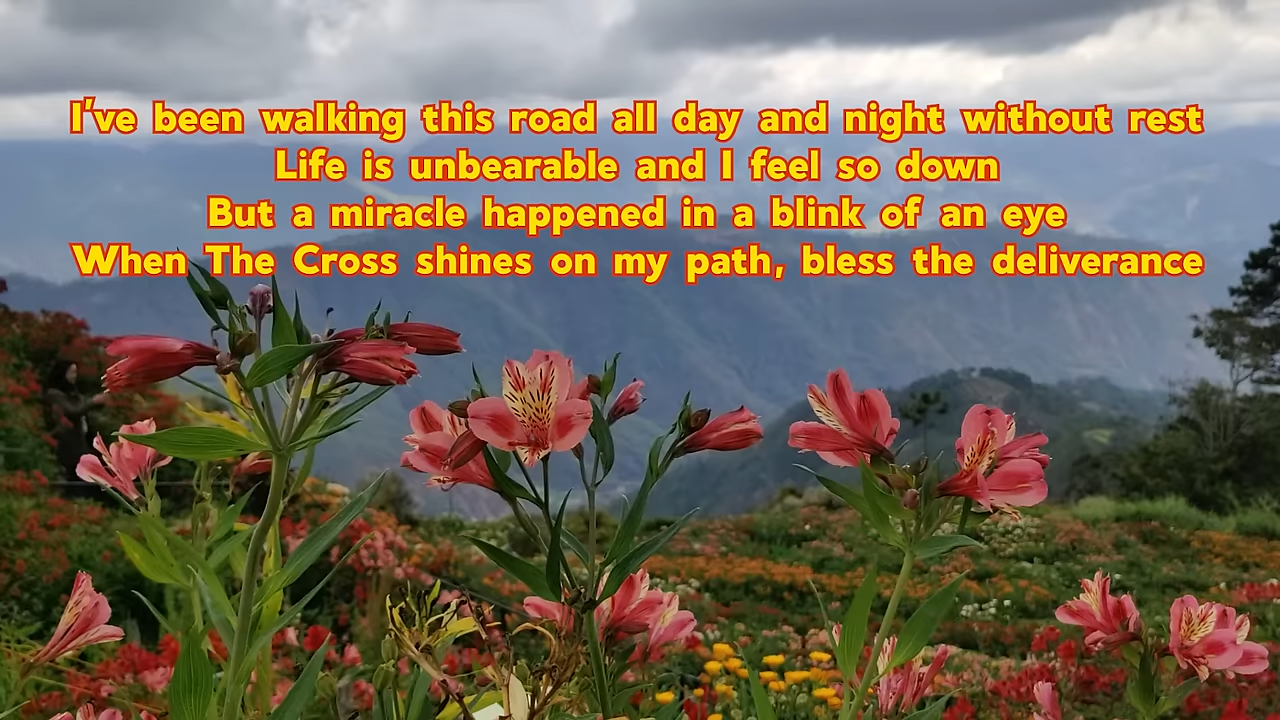 I've been walking this road all day and night without rest
Life is unbearable and I feel so down
But a miracle happened in a blink of an eye
When The Cross shines on my path, bless the deliverance